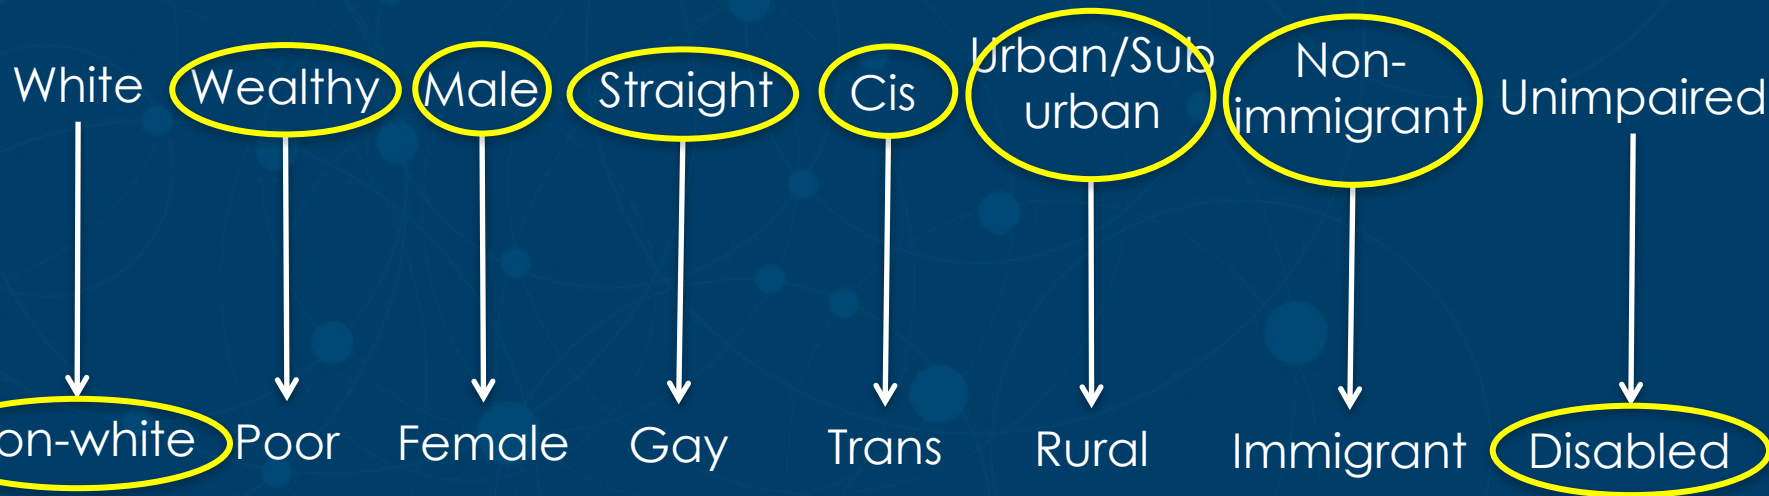 White Wealthy Male Straight Cis Urban/Sub Non-
urban immigrant Unimpaired
on-white Poor Female Gay Trans Rural Immigrant Disabled